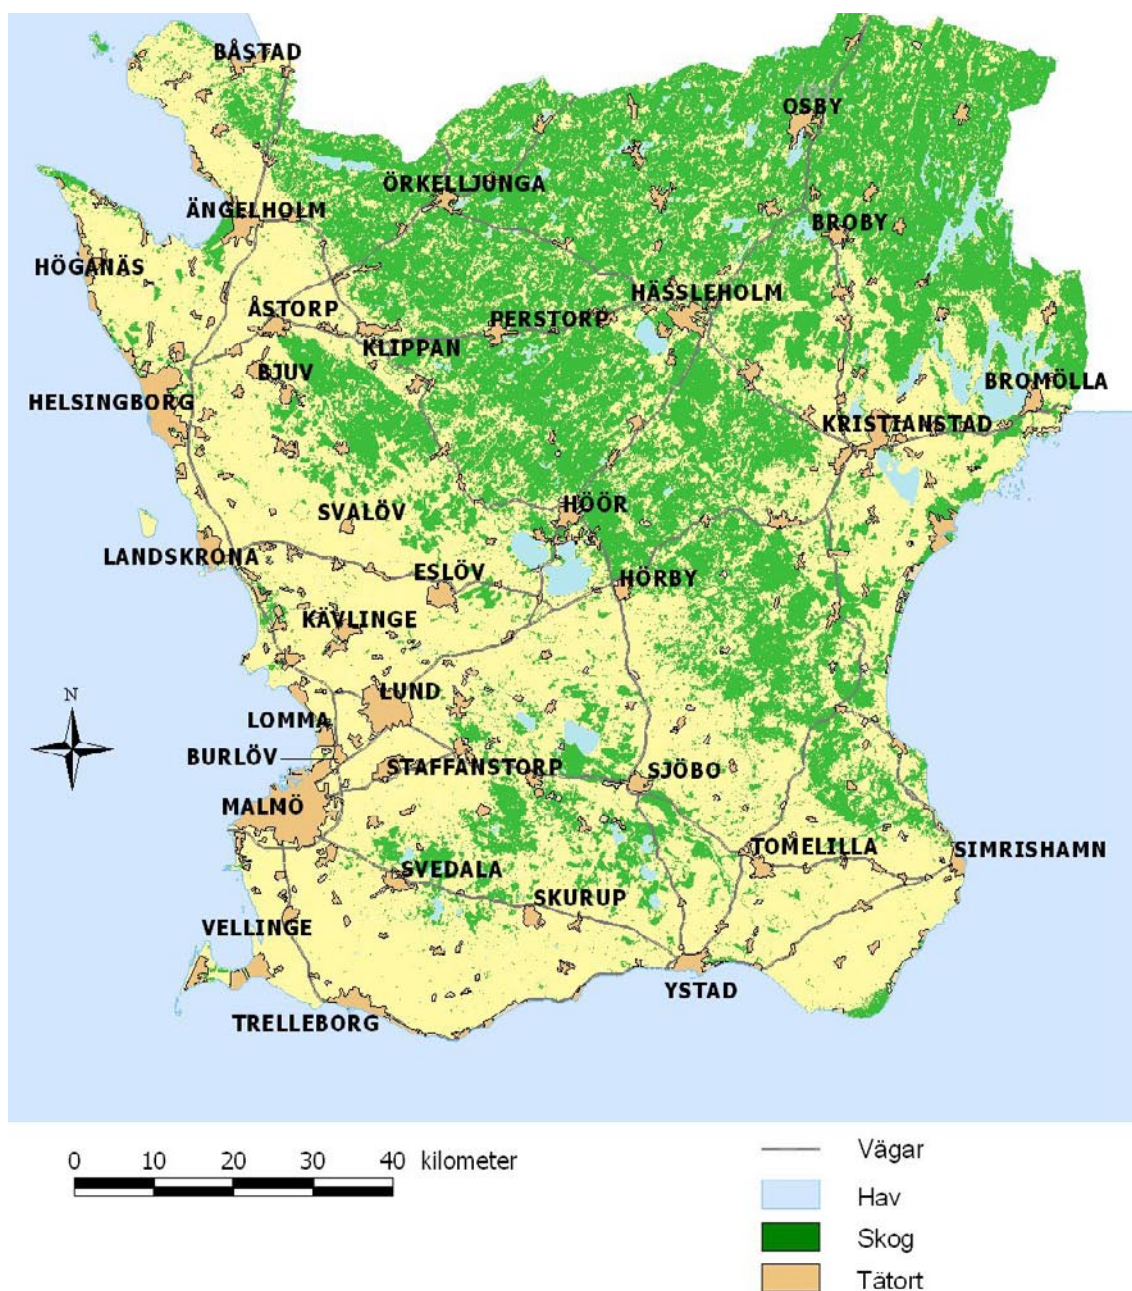 BÅSTAD
OSBY
ÖRKELLJUNGA
ÄNGELHOLM
BROBY
HÖGANÄS
HÄSSLEHOLM
ÅSTORP
PERSTORP
KLIPPAN
BJUV
BROMÖLLA
HELSINGBORG
KRISTIANSTAD
SVALÖV
HÖÖR
LANDSKRONA
ESLÖV
HÖRBY
KÄVLINGE
N
LUND
LOMMA
BURLÖV
STAFFANSTORP
SJÖBO
MALMÖ
TOMELILLA
SIMRISHAMN
SVEDALA
SKURUP
VELLINGE
YSTAD
TRELLEBORG
0 10 20 30 40 kilometer
Vägar
Hav
Skog
Tätort